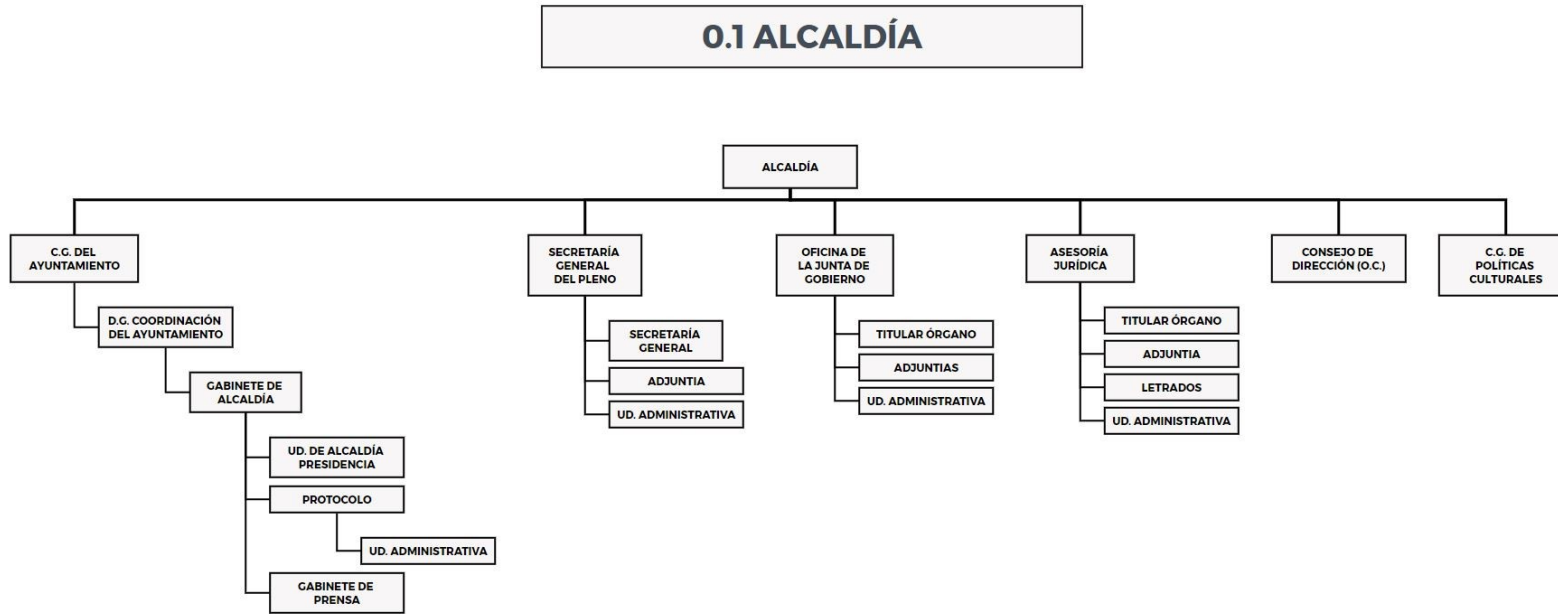 0.1 ALCALDÍA
ALCALDÍA
C.G. DEL
AYUNTAMIENTO
D.G. COORDINACIÓN
DEL AYUNTAMIENTO
GABINETE DE
ALCALDÍA
UD. DE ALCALDÍA
PRESIDENCIA
PROTOCOLO
UD. ADMINISTRATIVA
GABINETE DE
PRENSA
SECRETARÍA
GENERAL
DEL PLENO
SECRETARÍA
GENERAL
ADJUNTIA
UD. ADMINISTRATIVA
OFICINA DE
LA JUNTA DE
GOBIERNO
TITULAR ÓRGANO
ADJUNTIAS
UD. ADMINISTRATIVA
ASESORÍA
JURÍDICA
TITULAR ÓRGANO
ADJUNTIA
LETRADOS
UD. ADMINISTRATIVA
CONSEJO DE
DIRECCIÓN (O.C.)
C.G. DE
POLÍTICAS
CULTURALES